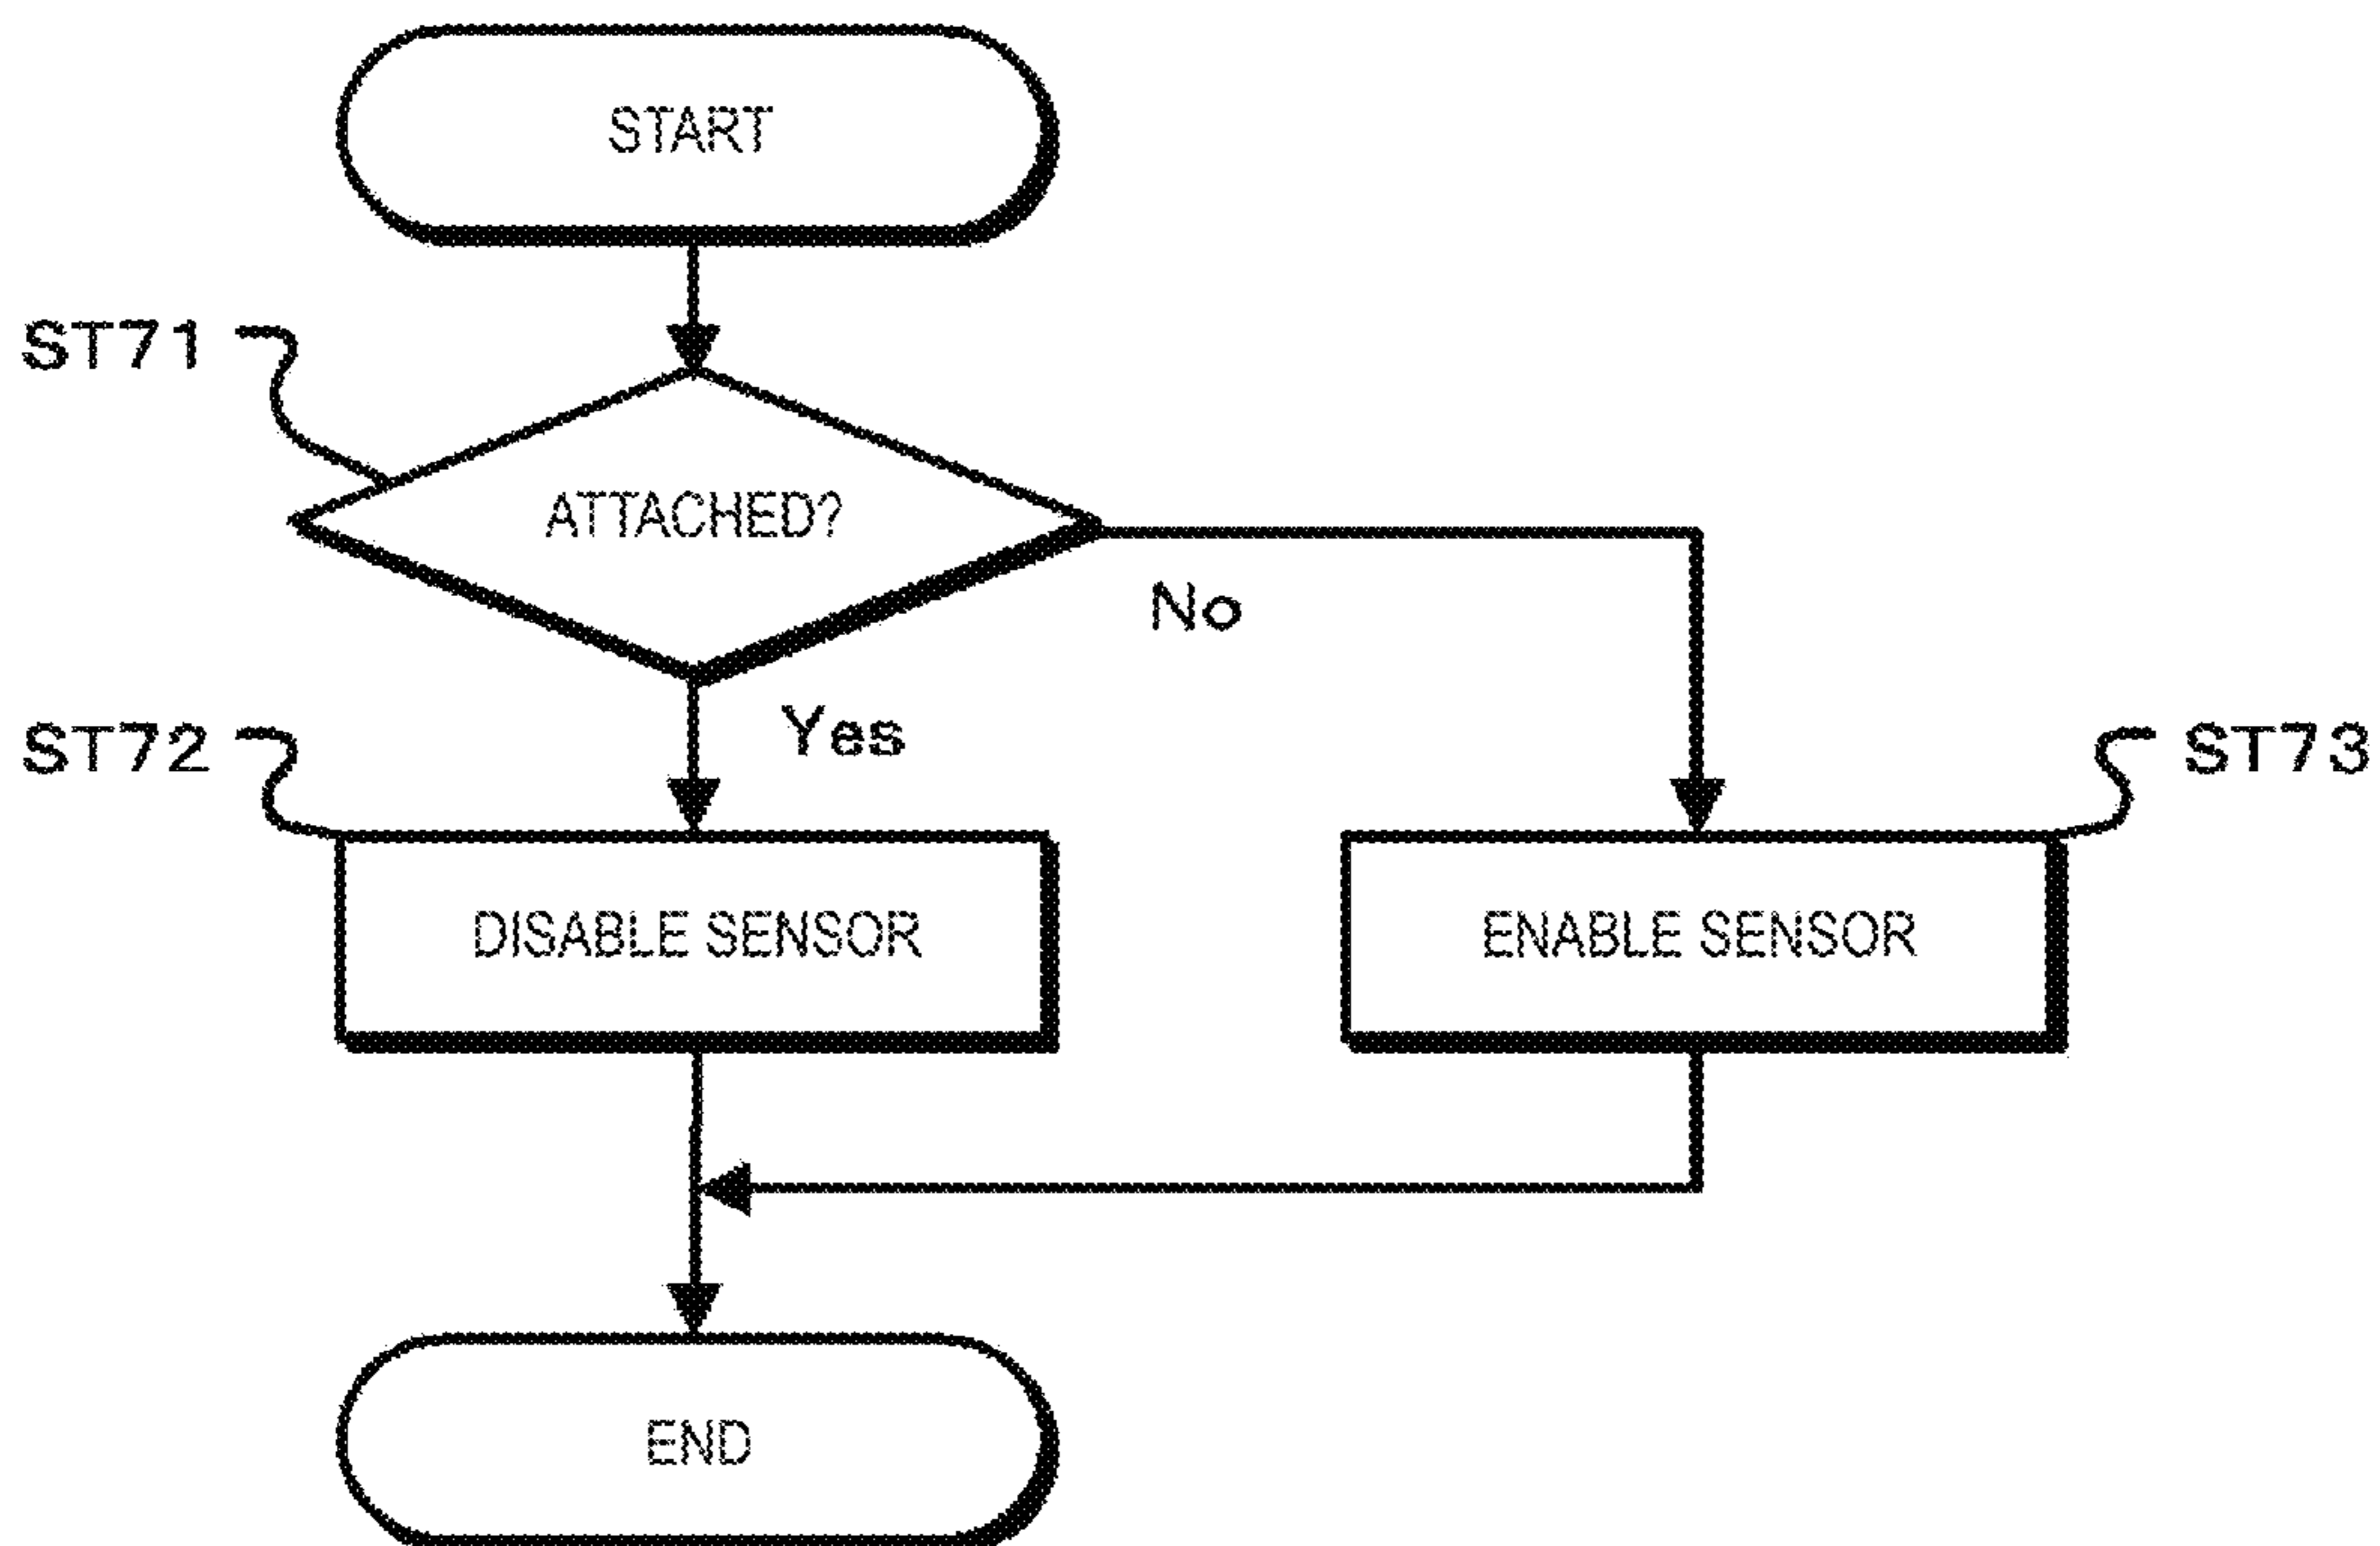 START
ST71
ATTACHED?
No
Yes
ST72
ST73
DISABLE SENSOR
ENABLE SENSOR
END